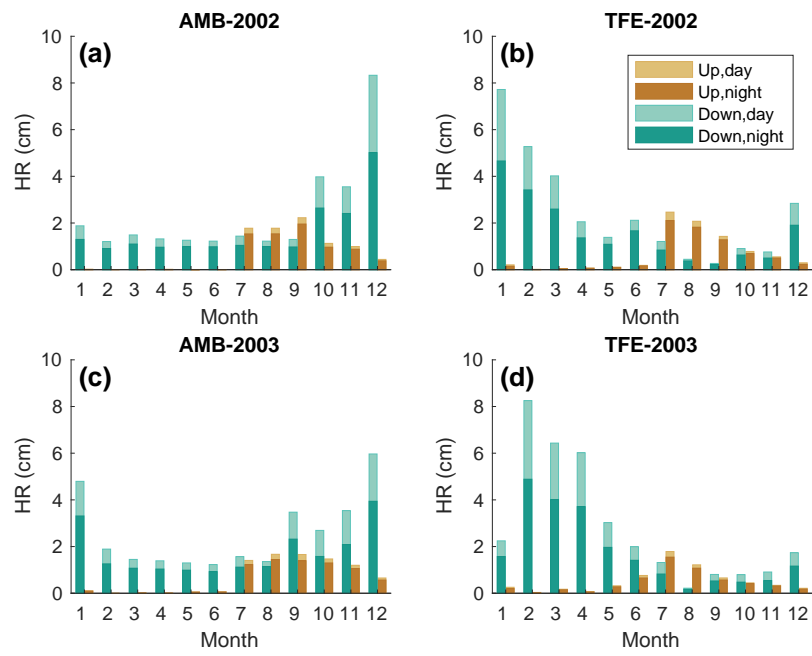 AMB-2002
TFE-2002
(a)
(b)
10
8
6
4
2
0
HR (cm)
1 2 3 4 5 6 7 8 9 10 11 12
Month
10
8
6
4
2
0
HR (cm)
Up,day
Up,night
Down,day
Down,night
1 2 3 4 5 6 7 8 9 10 11 12
Month
AMB-2003
TFE-2003
(c)
(d)
10
8
6
4
2
0
HR (cm)
1 2 3 4 5 6 7 8 9 10 11 12
Month
10
8
6
4
2
0
HR (cm)
1 2 3 4 5 6 7 8 9 10 11 12
Month